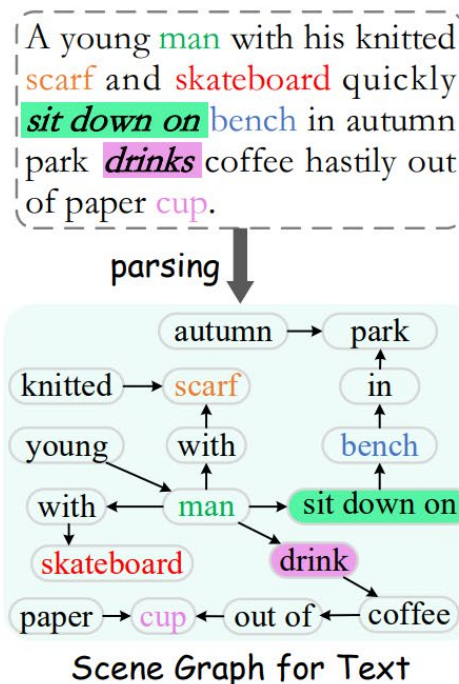 A young man with his knitted
scarf and skateboard quickly
sit down on bench in autumn
park drinks coffee hastily out
of paper cup.
parsing
autumn park
knitted scarf in
young with bench
with man sit down on
skateboard drink
paper cup out of coffee
Scene Graph for Text